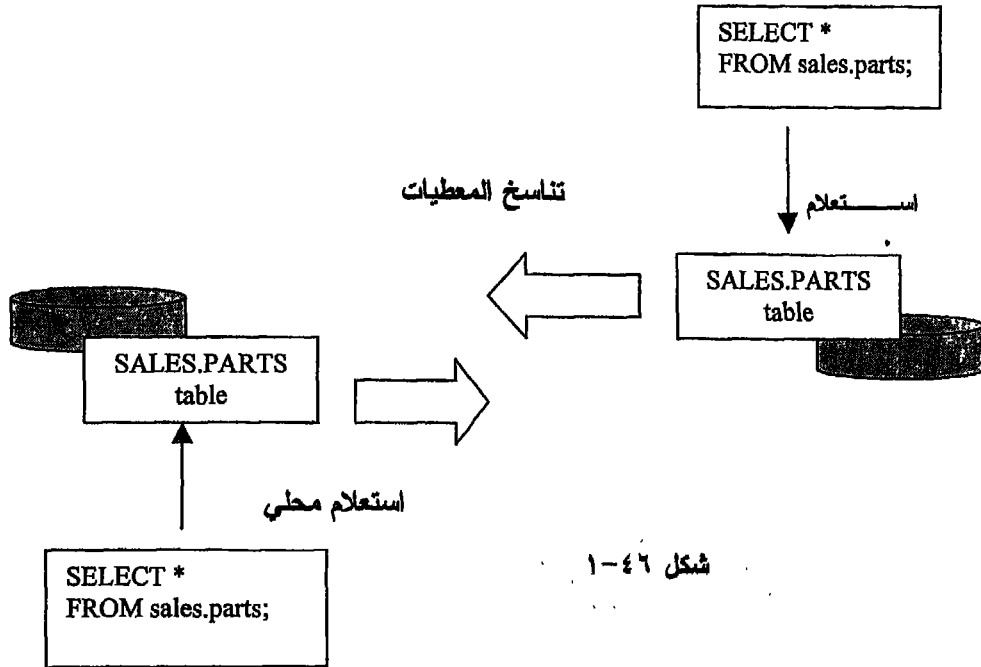 SELECT *
FROM sales.parts;
تناسخ المعطيات
استعلام
SALES.PARTS
table
SALES.PARTS
table
استعلام محلي
شكل ٤٦-١
SELECT *
FROM sales.parts;